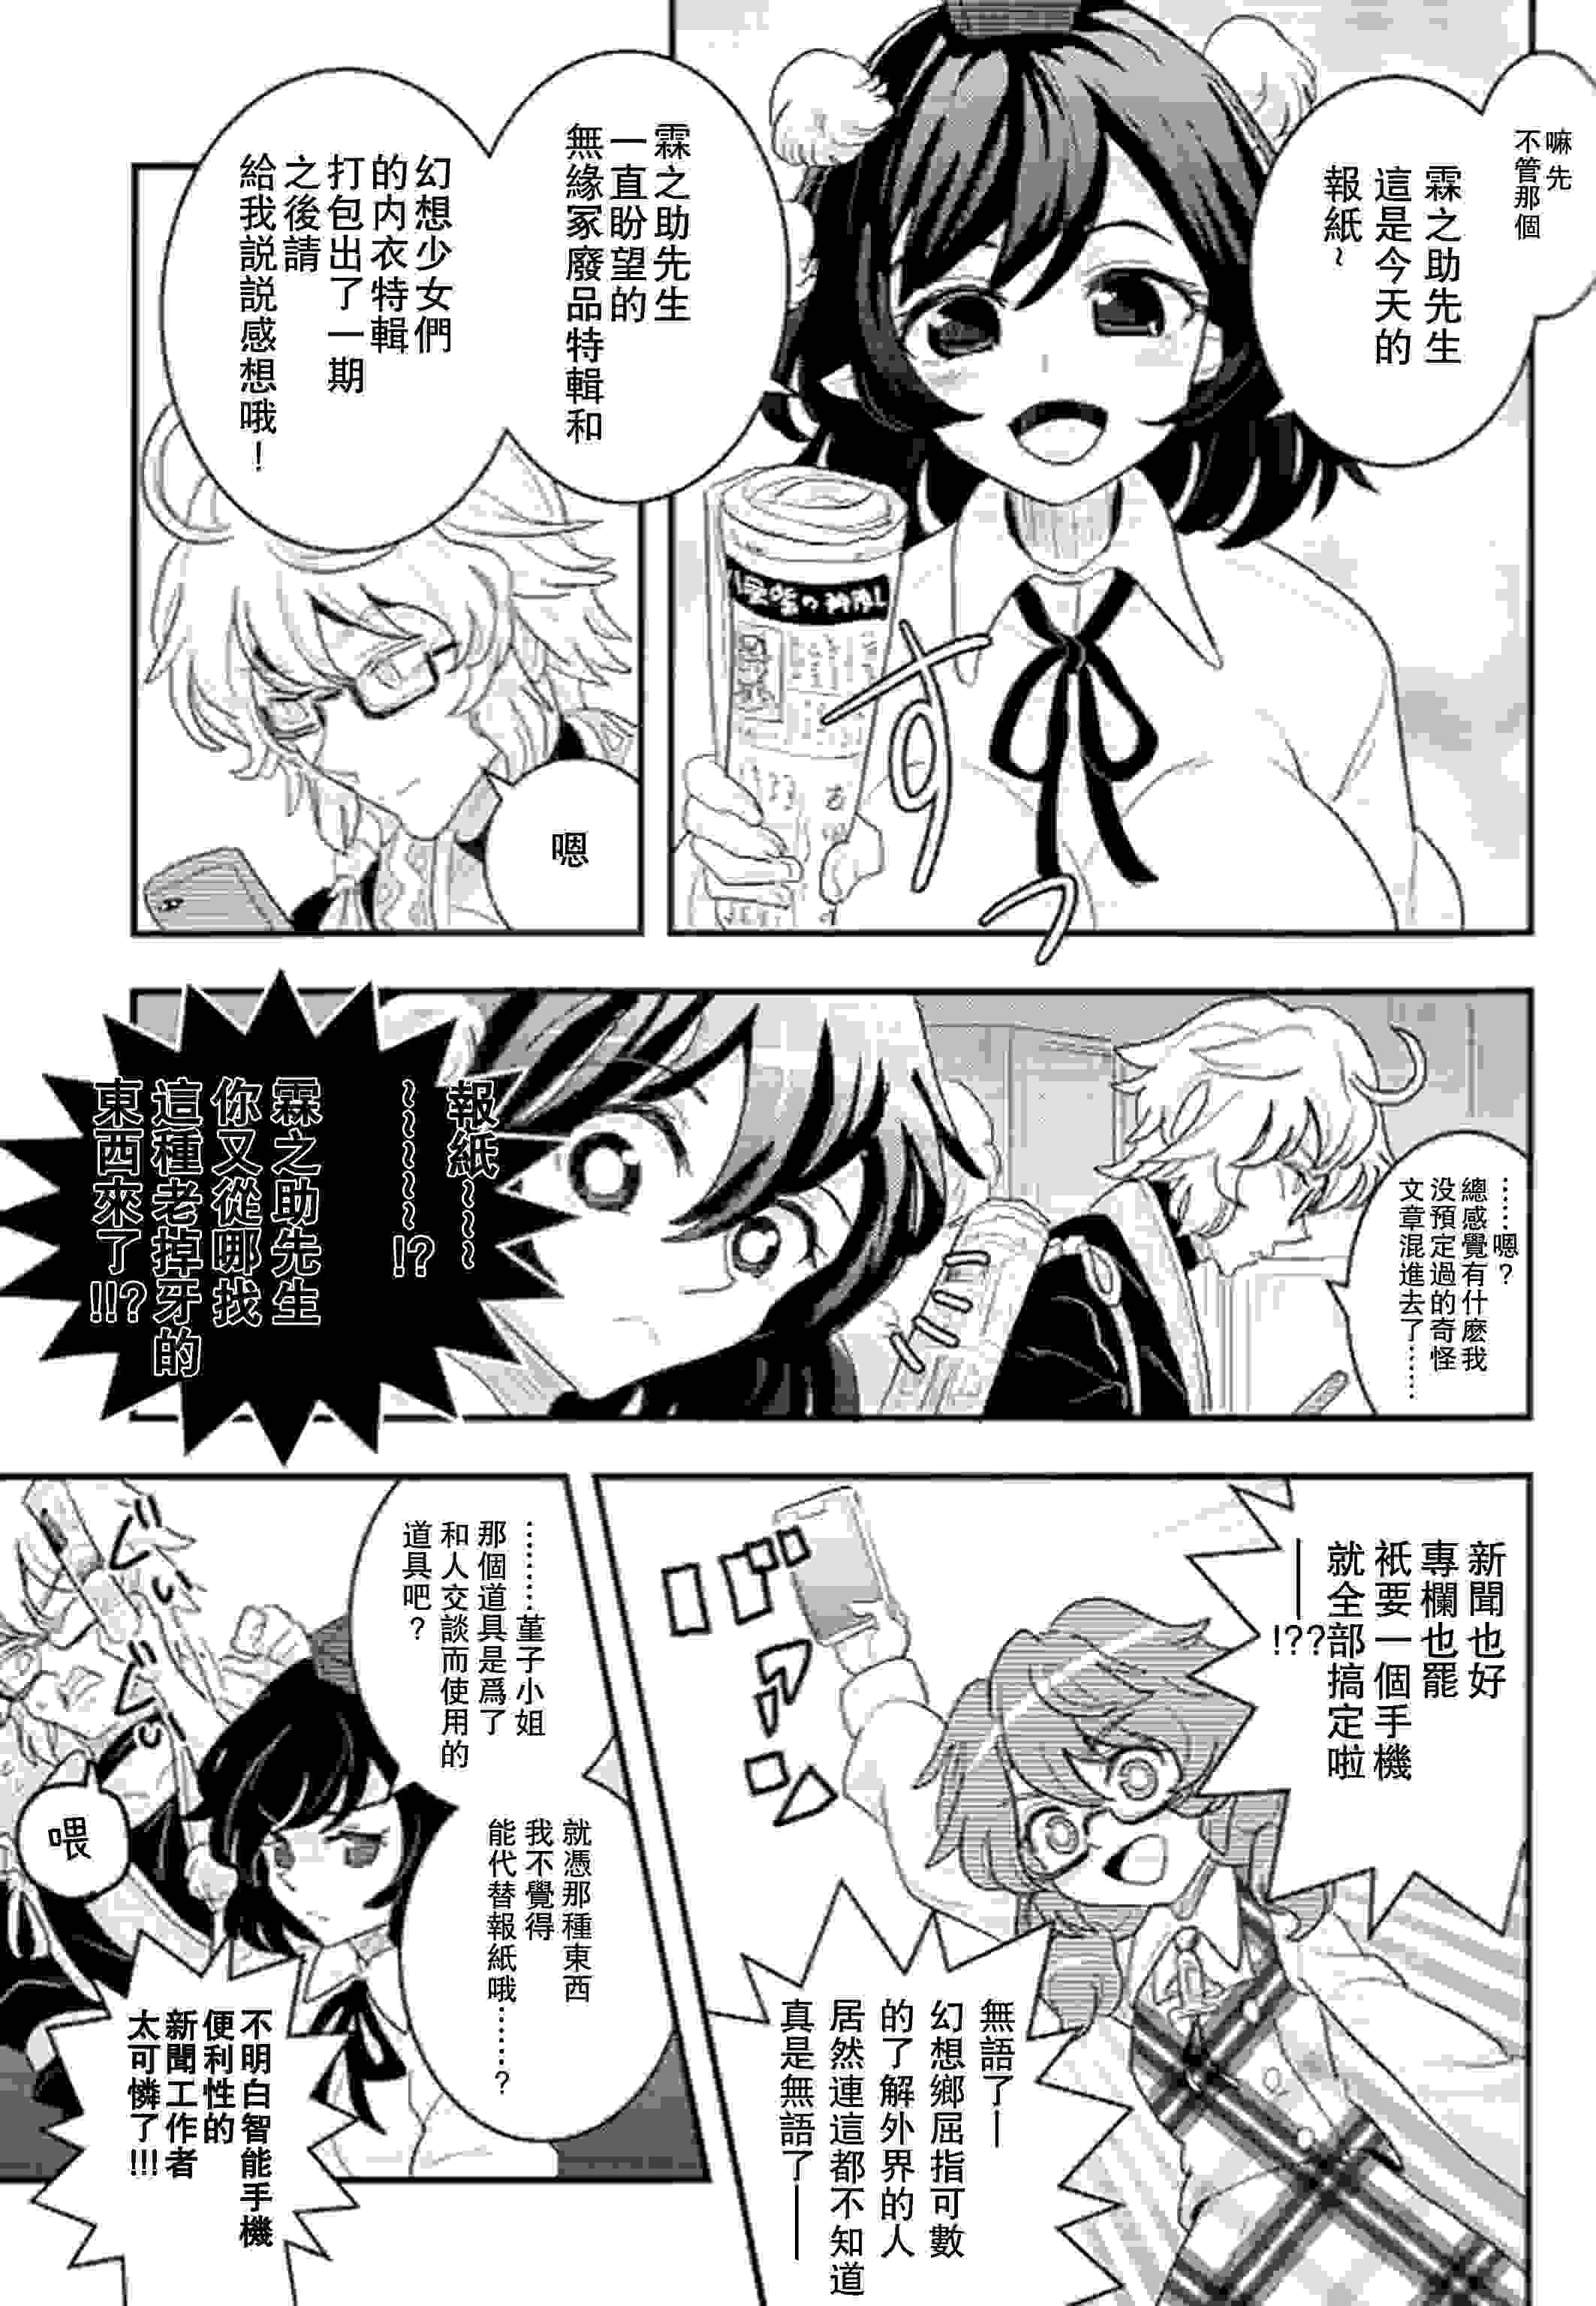 嘛先
不管那個
霖之助先生
這是今天的
報紙~
霖之助先生
一直盼望的
無緣冢廢品特輯和
幻想少女們
的內衣特輯
打包出了一期
之後請
給我説説感想哦！
ずずっ
嗯
……嗯？
總感覺有什麼我
没預定過的奇怪
文章混進去了……
報紙~~~
~~~~~~!?
霖之助先生
你又從哪找
這種老掉牙的
東西來了!!?
新聞也好
專欄也罷
衹要一個手機
就全部搞定啦
——!??
無語了—
幻想鄉屈指可數
的了解外界的人
居然連這都不知道
真是無語了——
………堇子小姐
那個道具是爲了
和人交談而使用的
道具吧？
就憑那種東西
我不覺得
能代替報紙哦……？
喂
不明白智能手機
便利性的
新聞工作者
太可憐了!!!